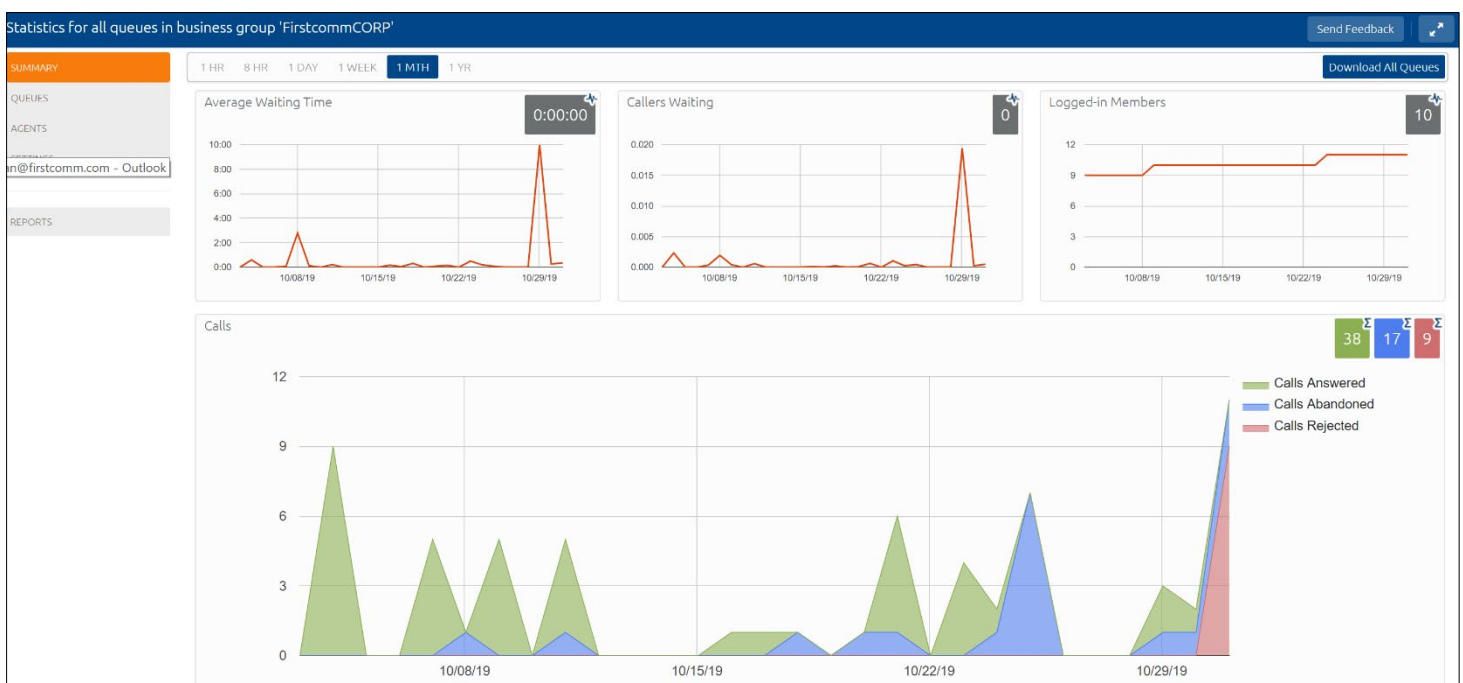 Statistics for all queues in business group 'FirstcommCORP'
Send Feedback
SUMMARY
QUEUES
AGENTS
an@firstcomm.com - Outlook
REPORTS
1 HR 8 HR 1 DAY 1 WEEK 1 MTH 1 YR
Download All Queues
Average Waiting Time
0:00:00
10:00
8:00
6:00
4:00
2:00
0:00
10/08/19 10/15/19 10/22/19 10/29/19
Callers Waiting
0
0.020
0.015
0.010
0.005
0.000
10/08/19 10/15/19 10/22/19 10/29/19
Logged-in Members
10
12
9
6
3
0
10/08/19 10/15/19 10/22/19 10/29/19
Calls
Σ Σ Σ
38 17 9
12
9
6
3
0
10/08/19 10/15/19 10/22/19 10/29/19
Calls Answered
Calls Abandoned
Calls Rejected